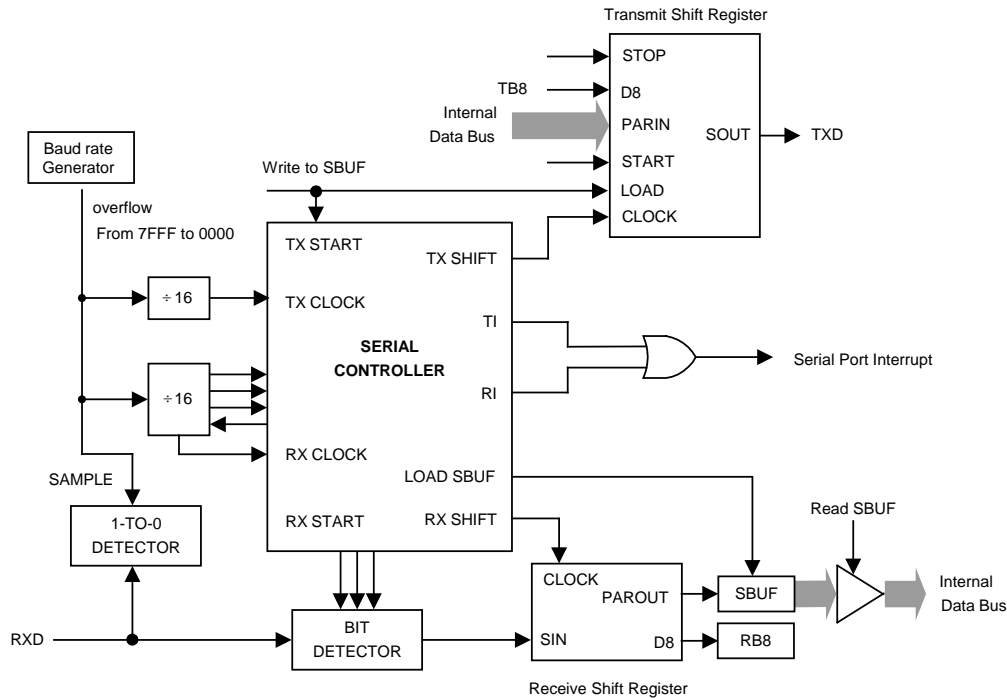 Transmit Shift Register
STOP
TB8
D8
Internal
Data Bus
PARIN
SOUT
TXD
START
LOAD
CLOCK
Baud rate
Generator
Write to SBUF
overflow
From 7FFF to 0000
TX START
TX SHIFT
÷ 16
TX CLOCK
TI
SERIAL
CONTROLLER
Serial Port Interrupt
÷ 16
RI
RX CLOCK
SAMPLE
LOAD SBUF
1-TO-0
DETECTOR
RX START
RX SHIFT
Read SBUF
CLOCK
PAROUT
SBUF
Internal
Data Bus
RXD
BIT
DETECTOR
SIN
D8
RB8
Receive Shift Register